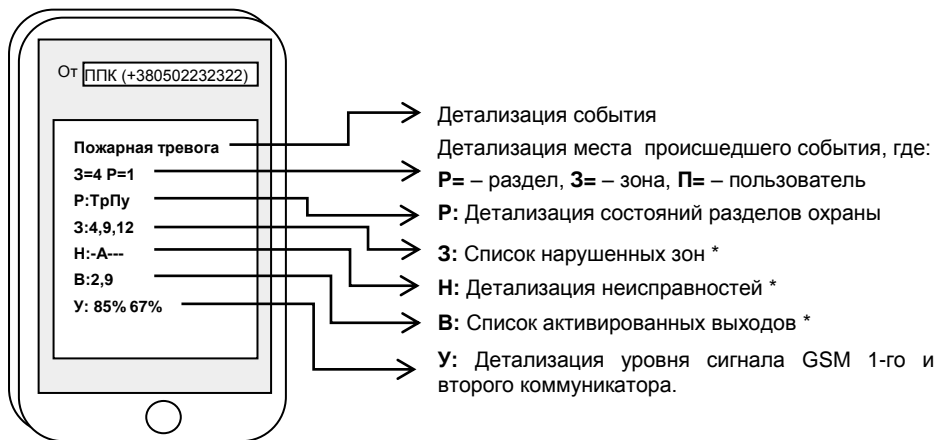 От ППК (+380502232322)
Пожарная тревога
З=4 Р=1
Р:ТрПу
З:4,9,12
Н:-А---
В:2,9
У: 85% 67%
Детализация события
Детализация места происшедшего события, где:
Р= – раздел, З= – зона, П= – пользователь
Р: Детализация состояний разделов охраны
З: Список нарушенных зон *
Н: Детализация неисправностей *
В: Список активированных выходов *
У: Детализация уровня сигнала GSM 1-го и
второго коммуникатора.